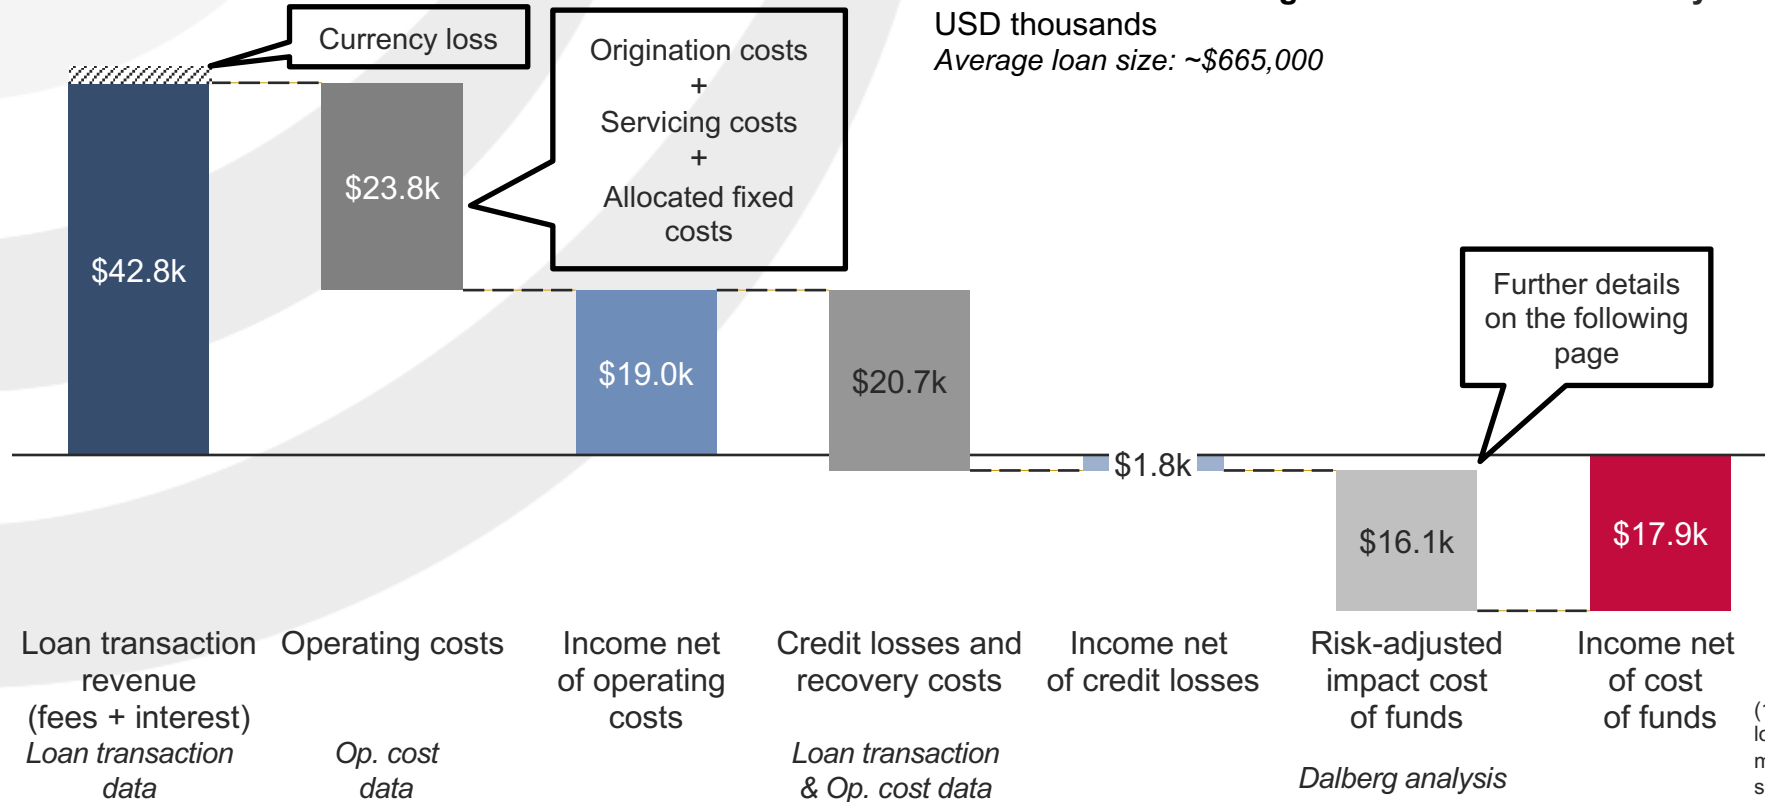 USD thousands
Average loan size: ~$665,000
Currency loss
Origination costs
+
Servicing costs
+
Allocated fixed
costs
$42.8k
$23.8k
$19.0k
$20.7k
$1.8k
$16.1k
$17.9k
Further details
on the following
page
Loan transaction
revenue
(fees + interest)
Loan transaction
data
Operating costs
Op. cost
data
Income net
of operating
costs
Credit losses and
recovery costs
Loan transaction
& Op. cost data
Income net
of credit losses
Risk-adjusted
impact cost
of funds
Dalberg analysis
Income net
of cost
of funds